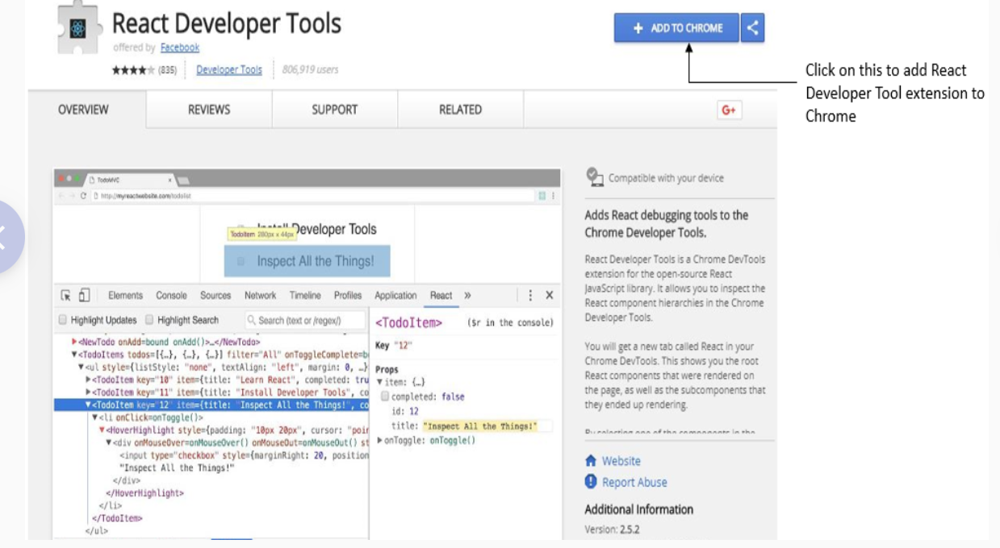 React Developer Tools
offered by Facebook
(835)
Developer Tools
806,919 users
+ ADD TO CHROME
Click on this to add React
Developer Tool extension to
Chrome
OVERVIEW
REVIEWS
SUPPORT
RELATED
G+
TodoMVC
http://myreactwebsite.com/todolist
Developer Tools
TodoItem 280px x 44px
Inspect All the Things!
Elements Console Sources Network Timeline Profiles Application React »
Highlight Updates Highlight Search Search (text or /regex/)
<NewTodo onAdd=bound onAdd()>…</NewTodo>
▼<TodoItems todos=[{…}, {…}, {…}] filter="All" onToggleComplete=b
▼<ul style={listStyle: "none", textAlign: "left", margin: 0, …}
▶<TodoItem key="10" item={title: "Learn React", completed: tru
▶<TodoItem key="11" item={title: "Install Developer Tools", co
▼<TodoItem key="12" item={title: "Inspect All the Things!", co
▼<li onClick=onToggle()>
▼<HoverHighlight style={padding: "10px 20px", cursor: "poin
▼<div onMouseOver=onMouseOver() onMouseOut=onMouseOut() st
<input type="checkbox" style={marginRight: 20, position
"Inspect All the Things!"
</div>
</HoverHighlight>
</li>
</TodoItem>
</ul>
<TodoItem> ($r in the console)
Key "12"
Props
▼item: {…}
completed: false
id: 12
title: "Inspect All the Things!"
▶onToggle: onToggle()
Compatible with your device
Adds React debugging tools to the
Chrome Developer Tools.
React Developer Tools is a Chrome DevTools
extension for the open-source React
JavaScript library. It allows you to inspect the
React component hierarchies in the Chrome
Developer Tools.
You will get a new tab called React in your
Chrome DevTools. This shows you the root
React components that were rendered on
the page, as well as the subcomponents that
they ended up rendering.
By selecting one of the components in the
Website
Report Abuse
Additional Information
Version: 2.5.2